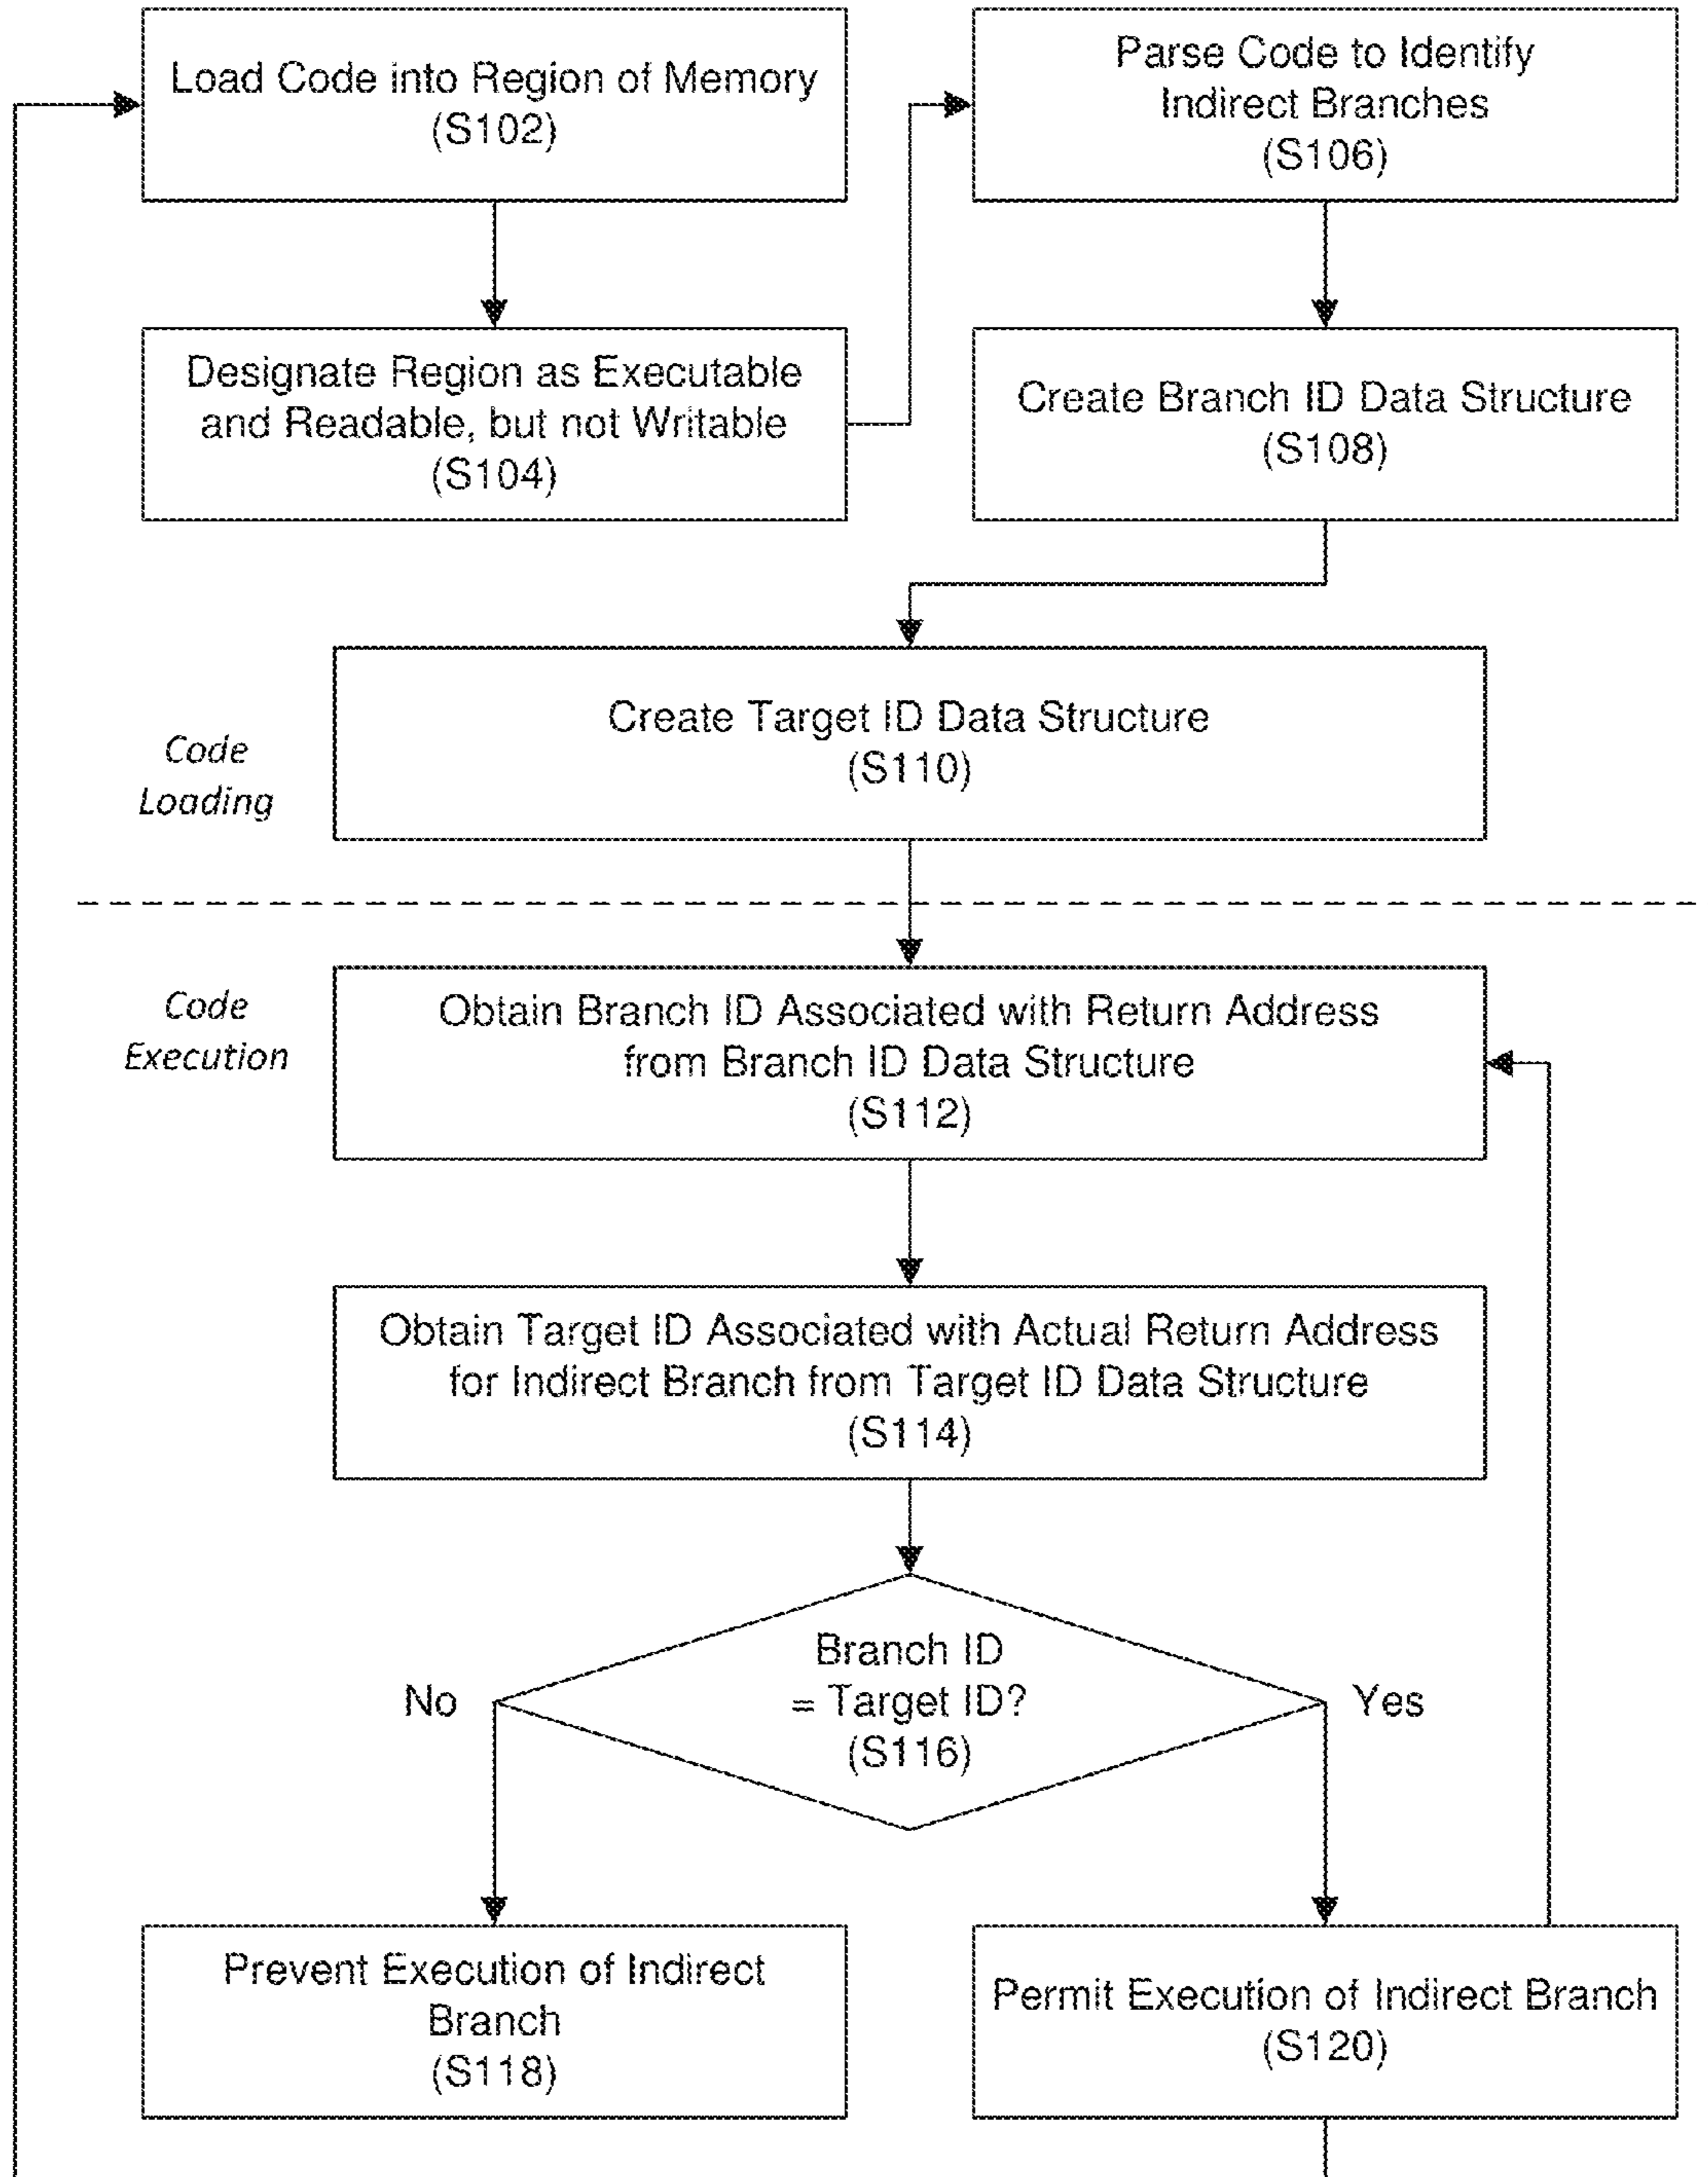 Load Code into Region of Memory
(S102)
Parse Code to Identify
Indirect Branches
(S106)
Designate Region as Executable
and Readable, but not Writable
(S104)
Create Branch ID Data Structure
(S108)
Create Target ID Data Structure
(S110)
Code
Loading
Code
Execution
Obtain Branch ID Associated with Return Address
from Branch ID Data Structure
(S112)
Obtain Target ID Associated with Actual Return Address
for Indirect Branch from Target ID Data Structure
(S114)
Branch ID
= Target ID?
(S116)
No
Yes
Prevent Execution of Indirect
Branch
(S118)
Permit Execution of Indirect Branch
(S120)